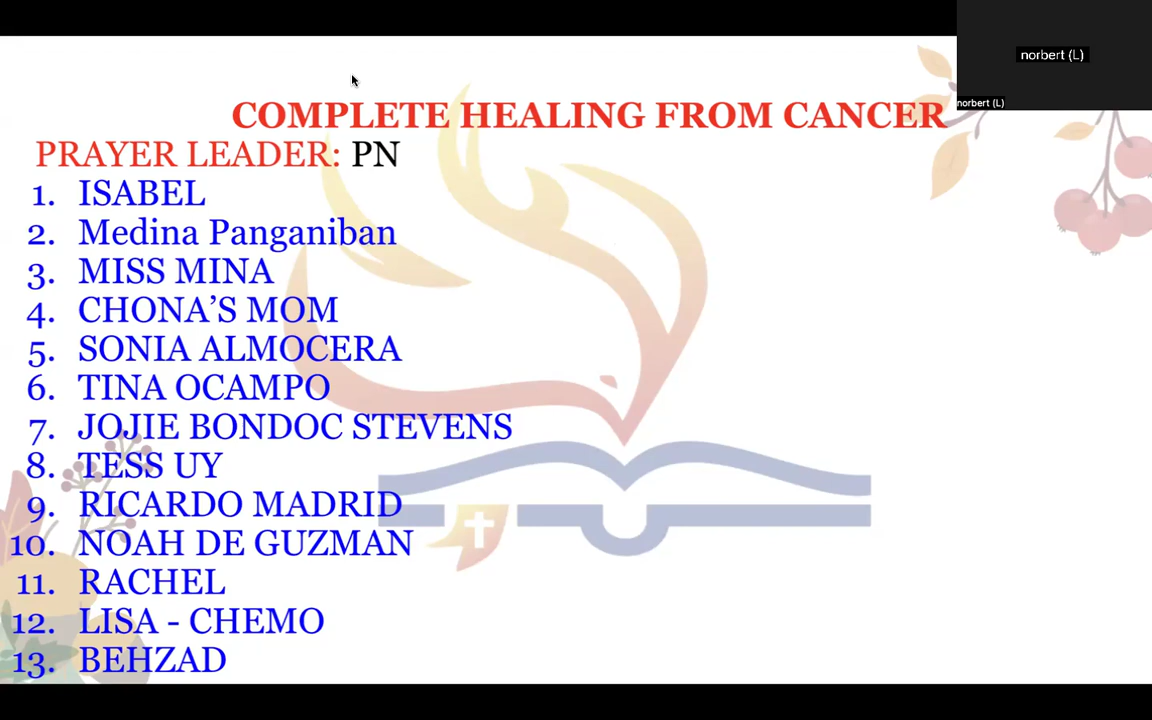 norbert (L)
norbert (L)
COMPLETE HEALING FROM CANCER
PRAYER LEADER: PN
1. ISABEL
2. Medina Panganiban
3. MISS MINA
4. CHONA’S MOM
5. SONIA ALMOCERA
6. TINA OCAMPO
7. JOJIE BONDOC STEVENS
8. TESS UY
9. RICARDO MADRID
10. NOAH DE GUZMAN
11. RACHEL
12. LISA - CHEMO
13. BEHZAD